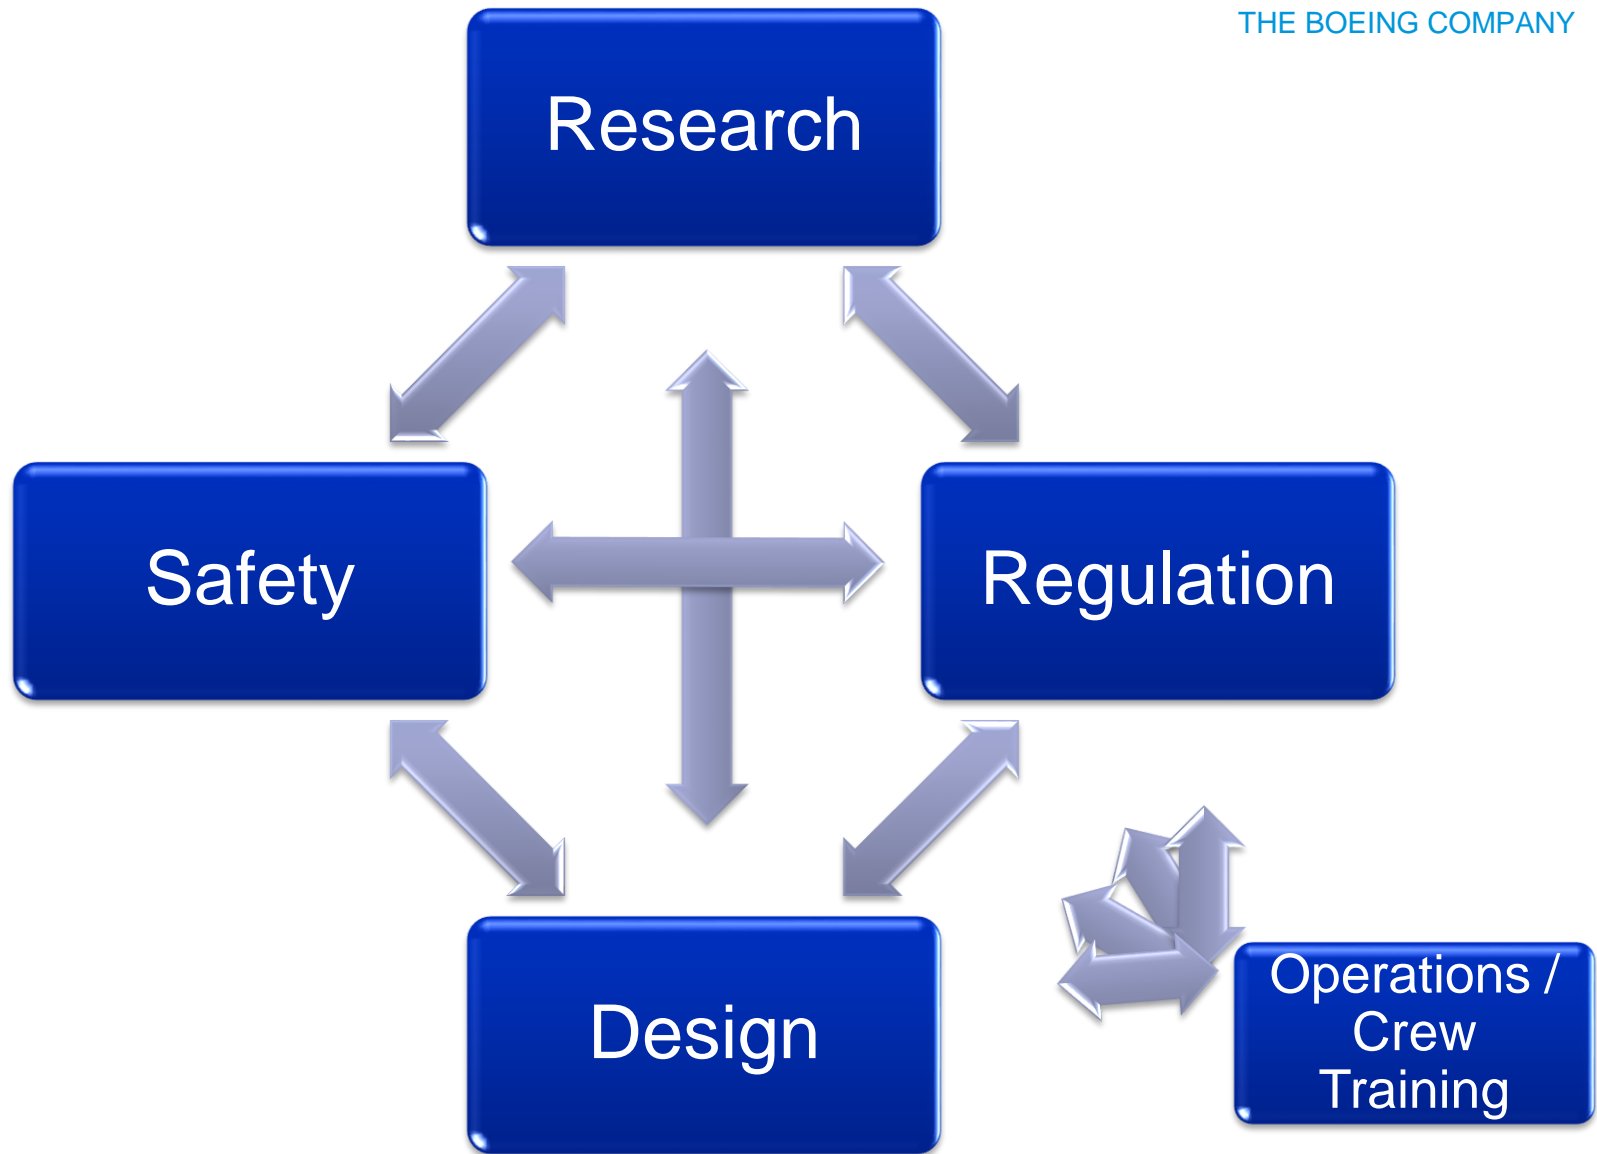 THE BOEING COMPANY
Research
Safety
Regulation
Design
Operations /
Crew
Training